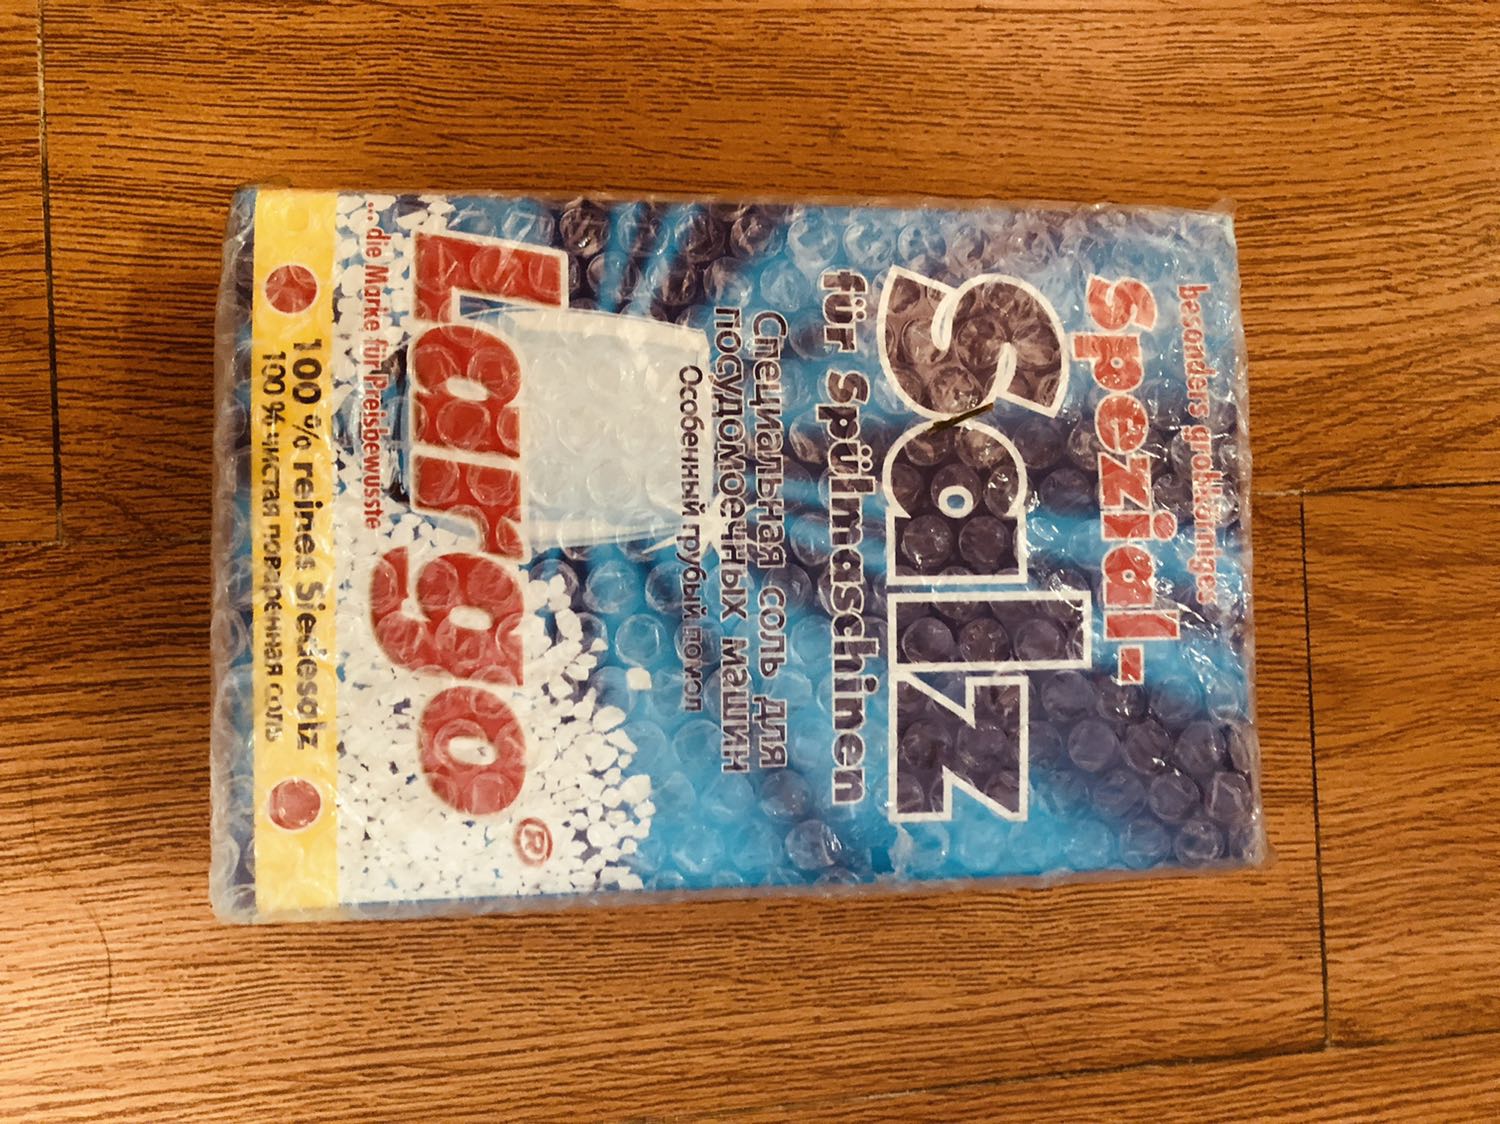 besonders grobkörniges
Spezial-
Salz
für Spülmaschinen
Специальная соль для
посудомоечных машин
Особенный грубый помол
Largo®
... die Marke für Preisbewusste
100 % reines Siedesalz
100 % чистая поваренная соль